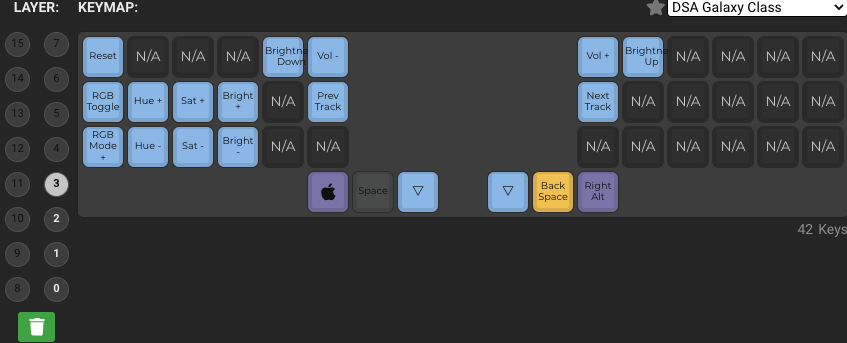 LAYER: KEYMAP: DSA Galaxy Class
15 7 Reset N/A N/A N/A Brightne Down Vol - Vol + Brightne Up N/A N/A N/A N/A
14 6
13 5 RGB Toggle Hue + Sat + Bright + N/A Prev Track Next Track N/A N/A N/A N/A N/A
12 4 RGB Mode + Hue - Sat - Bright - N/A N/A N/A N/A N/A N/A N/A N/A
11 3 Space ▽ ▽ Back Space Right Alt
10 2
42 Keys
9 1
8 0